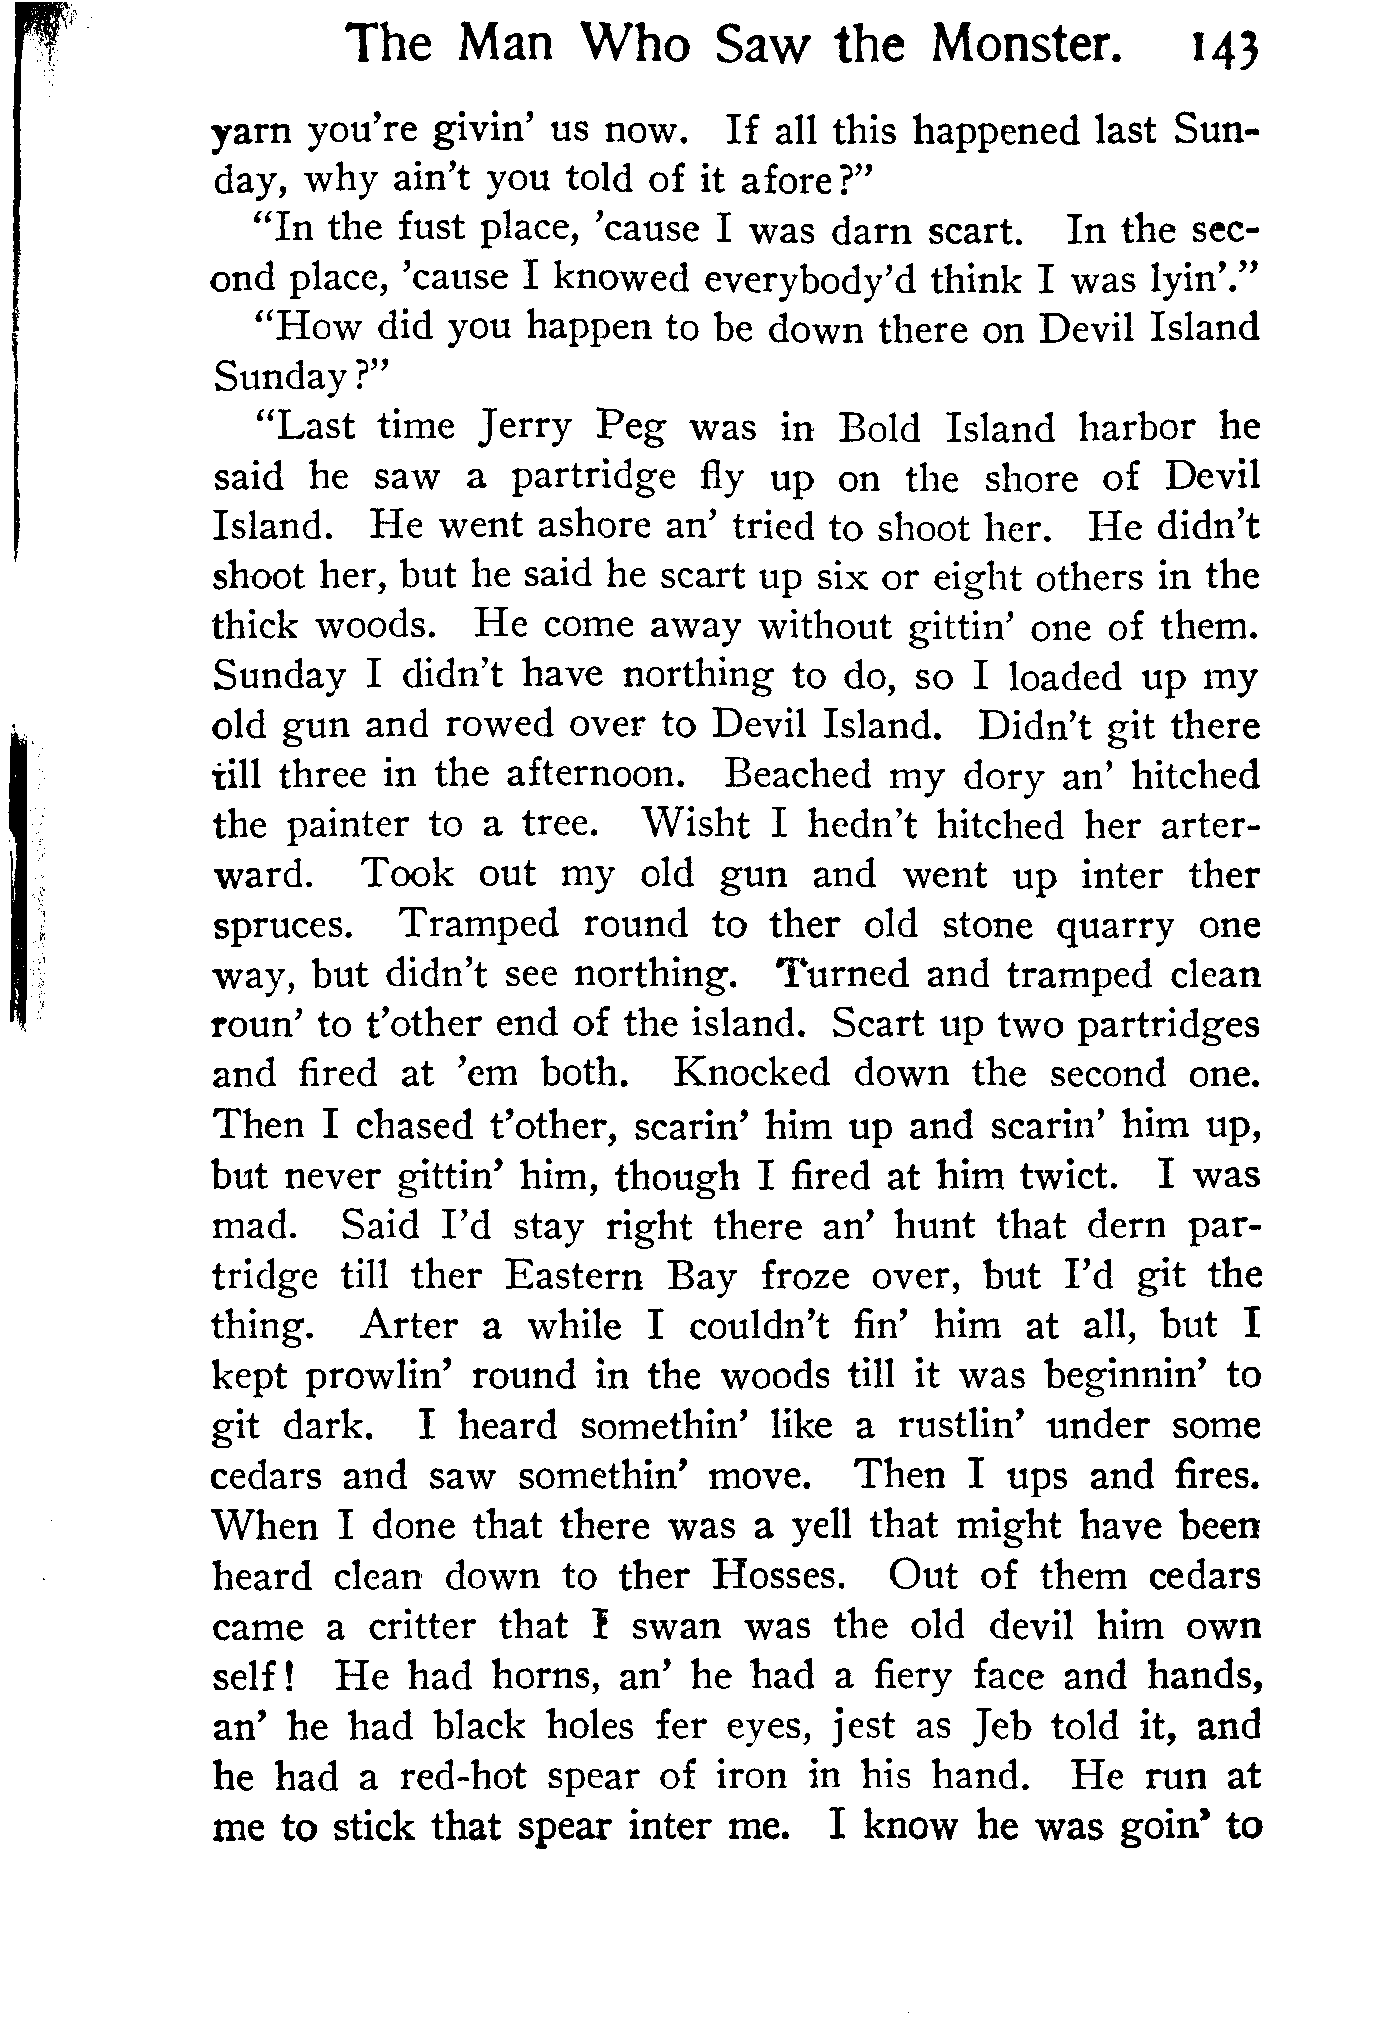 The Man Who Saw the Monster. 143
yarn you're givin' us now. If all this happened last Sun-
day, why ain't you told of it afore?"
"In the fust place, 'cause I was darn scart. In the sec-
ond place, 'cause I knowed everybody'd think I was lyin'."
"How did you happen to be down there on Devil Island
Sunday?"
"Last time Jerry Peg was in Bold Island harbor he
said he saw a partridge fly up on the shore of Devil
Island. He went ashore an' tried to shoot her. He didn't
shoot her, but he said he scart up six or eight others in the
thick woods. He come away without gittin' one of them.
Sunday I didn't have northing to do, so I loaded up my
old gun and rowed over to Devil Island. Didn't git there
till three in the afternoon. Beached my dory an' hitched
the painter to a tree. Wisht I hedn't hitched her arter-
ward. Took out my old gun and went up inter ther
spruces. Tramped round to ther old stone quarry one
way, but didn't see northing. Turned and tramped clean
roun' to t'other end of the island. Scart up two partridges
and fired at 'em both. Knocked down the second one.
Then I chased t'other, scarin' him up and scarin' him up,
but never gittin' him, though I fired at him twict. I was
mad. Said I'd stay right there an' hunt that dern par-
tridge till ther Eastern Bay froze over, but I'd git the
thing. Arter a while I couldn't fin' him at all, but I
kept prowlin' round in the woods till it was beginnin' to
git dark. I heard somethin' like a rustlin' under some
cedars and saw somethin' move. Then I ups and fires.
When I done that there was a yell that might have been
heard clean down to ther Hosses. Out of them cedars
came a critter that I swan was the old devil him own
self! He had horns, an' he had a fiery face and hands,
an' he had black holes fer eyes, jest as Jeb told it, and
he had a red-hot spear of iron in his hand. He run at
me to stick that spear inter me. I know he was goin' to